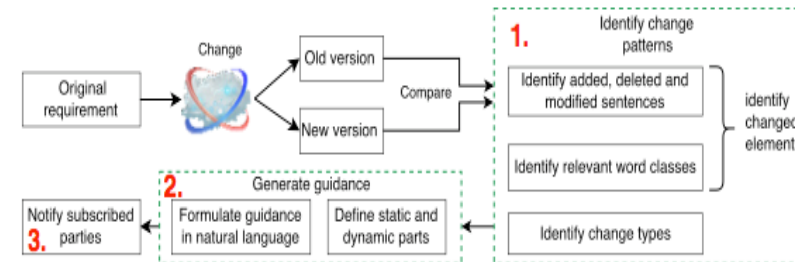 Original
requirement
Change
Old version
New version
Compare
1.
Identify change
patterns
Identify added, deleted and
modified sentences
Identify relevant word classes
identify
changed
element
Identify change types
2.
Generate guidance
Define static and
dynamic parts
Formulate guidance
in natural language
Notify subscribed
parties
3.